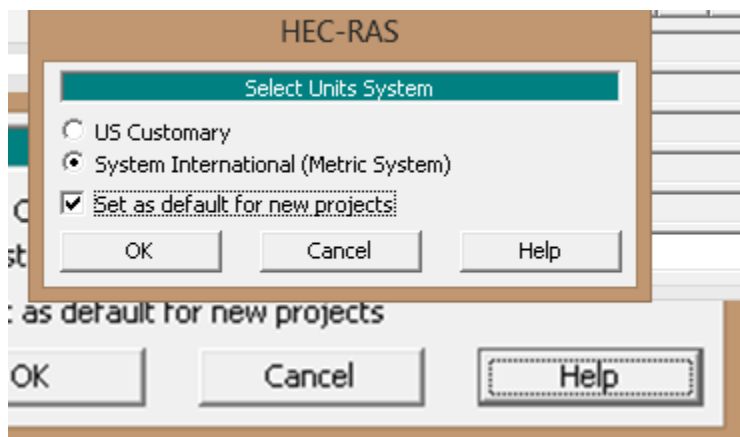 HEC-RAS
Select Units System
US Customary
System International (Metric System)
Set as default for new projects
OK Cancel Help
as default for new projects
OK Cancel Help